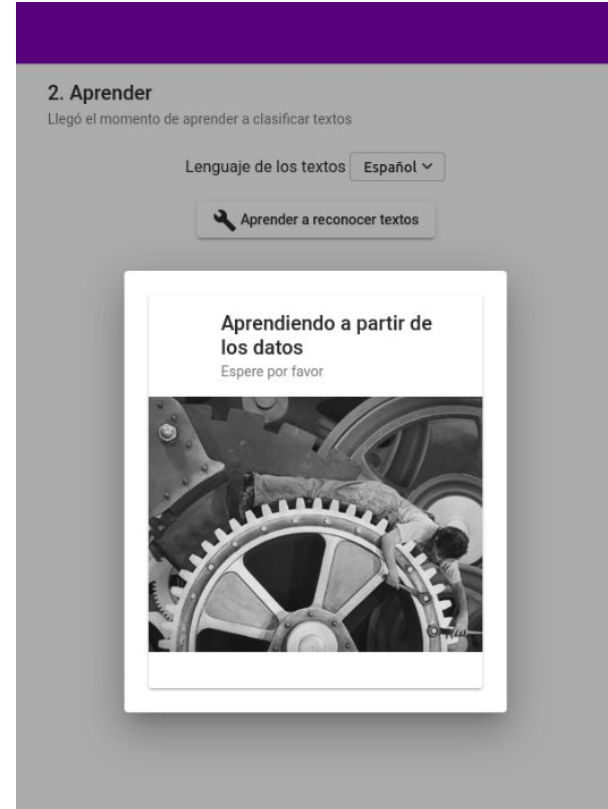 2. Aprender
Llegó el momento de aprender a clasificar textos
Lenguaje de los textos Español
Aprender a reconocer textos
Aprendiendo a partir de
los datos
Espere por favor